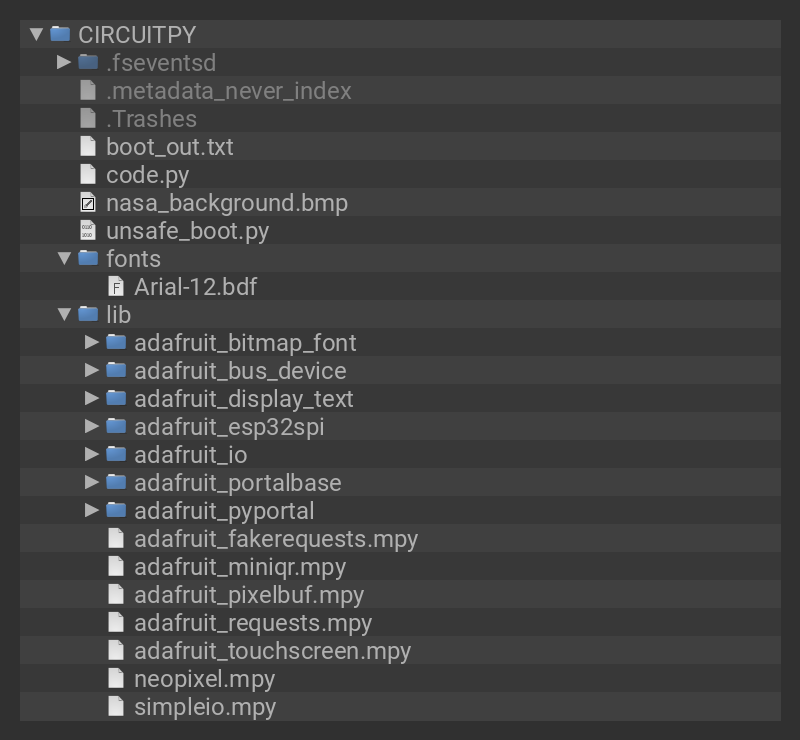 CIRCUITPY
.fseventsd
.metadata_never_index
.Trashes
boot_out.txt
code.py
nasa_background.bmp
unsafe_boot.py
fonts
Arial-12.bdf
lib
adafruit_bitmap_font
adafruit_bus_device
adafruit_display_text
adafruit_esp32spi
adafruit_io
adafruit_portalbase
adafruit_pyportal
adafruit_fakerequests.mpy
adafruit_miniqr.mpy
adafruit_pixelbuf.mpy
adafruit_requests.mpy
adafruit_touchscreen.mpy
neopixel.mpy
simpleio.mpy